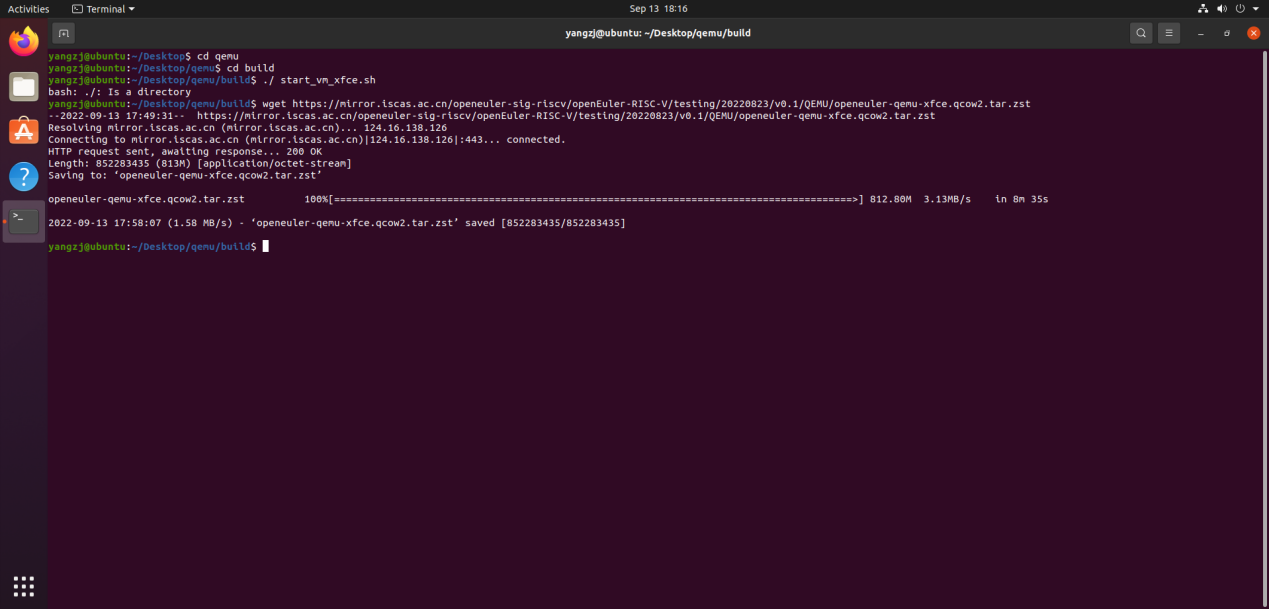 Activities Terminal Sep 13 18:16
yangzj@ubuntu: ~/Desktop/qemu/build
yangzj@ubuntu:~/Desktop$ cd qemu
yangzj@ubuntu:~/Desktop/qemu$ cd build
yangzj@ubuntu:~/Desktop/qemu/build$ ./ start_vm_xfce.sh
bash: ./: Is a directory
yangzj@ubuntu:~/Desktop/qemu/build$ wget https://mirror.iscas.ac.cn/openeuler-sig-riscv/openEuler-RISC-V/testing/20220823/v0.1/QEMU/openeuler-qemu-xfce.qcow2.tar.zst
--2022-09-13 17:49:31-- https://mirror.iscas.ac.cn/openeuler-sig-riscv/openEuler-RISC-V/testing/20220823/v0.1/QEMU/openeuler-qemu-xfce.qcow2.tar.zst
Resolving mirror.iscas.ac.cn (mirror.iscas.ac.cn)... 124.16.138.126
Connecting to mirror.iscas.ac.cn (mirror.iscas.ac.cn)|124.16.138.126|:443... connected.
HTTP request sent, awaiting response... 200 OK
Length: 852283435 (813M) [application/octet-stream]
Saving to: ‘openeuler-qemu-xfce.qcow2.tar.zst’
openeuler-qemu-xfce.qcow2.tar.zst 100%[=======================================================================================>] 812.80M 3.13MB/s in 8m 35s
2022-09-13 17:58:07 (1.58 MB/s) - ‘openeuler-qemu-xfce.qcow2.tar.zst’ saved [852283435/852283435]
yangzj@ubuntu:~/Desktop/qemu/build$